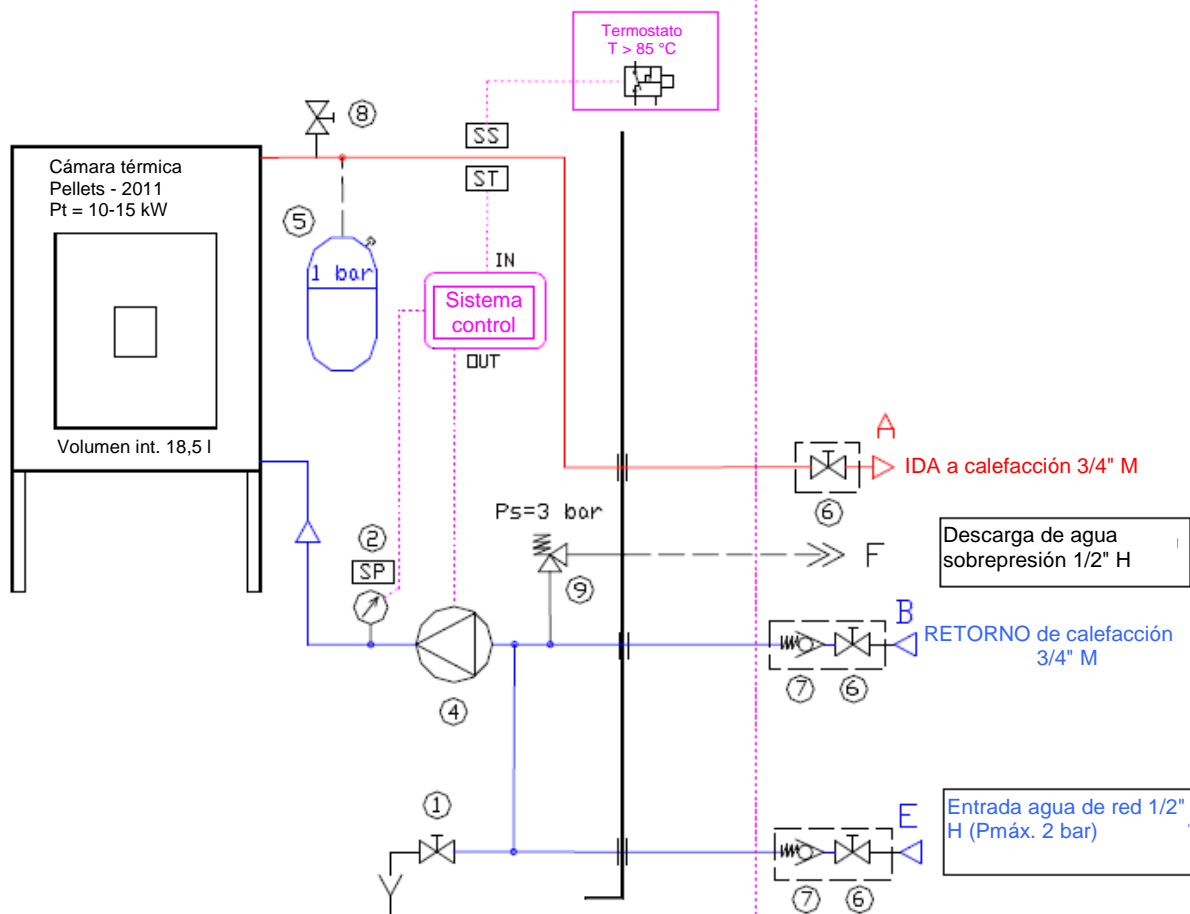 Termostato
T > 85 °C
8
SS
Cámara térmica
Pellets - 2011
Pt = 10-15 kW
ST
5
IN
1 bar
Sistema
control
OUT
Volumen int. 18,5 l
A
IDA a calefacción 3/4" M
6
Ps=3 bar
2
SP
9
F
Descarga de agua
sobrepresión 1/2" H
B
RETORNO de calefacción
3/4" M
7
6
4
1
E
Entrada agua de red 1/2"
H (Pmáx. 2 bar)
7
6